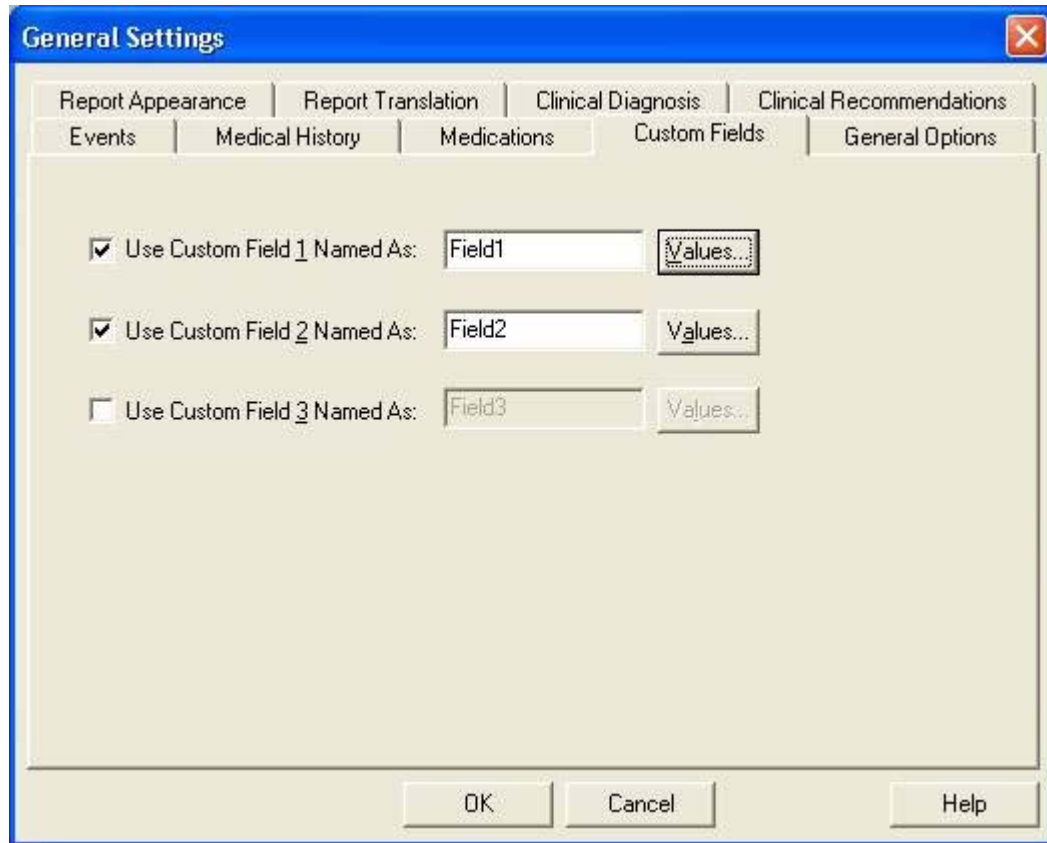 General Settings
Report Appearance Report Translation Clinical Diagnosis Clinical Recommendations
Events Medical History Medications Custom Fields General Options
Use Custom Field 1 Named As: Field1 Values...
Use Custom Field 2 Named As: Field2 Values...
Use Custom Field 3 Named As: Field3 Values...
OK Cancel Help